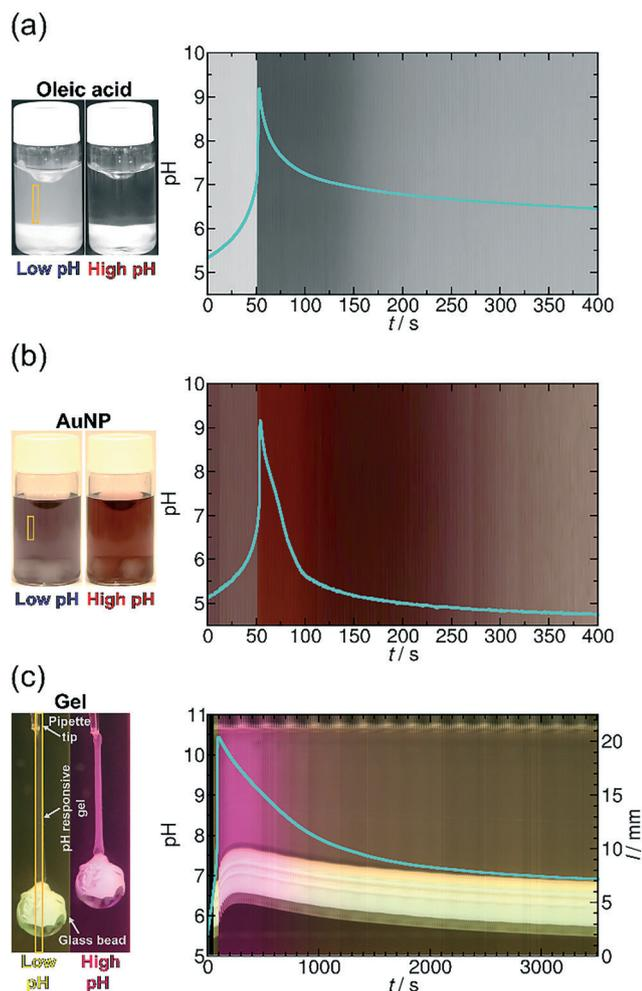 (a)
Oleic acid
Low pH High pH
pH
10
9
8
7
6
5
0 50 100 150 200 250 300 350 400
t / s
(b)
AuNP
Low pH High pH
pH
10
9
8
7
6
5
0 50 100 150 200 250 300 350 400
t / s
(c)
Gel
Pipette
tip
pH responsive
gel
Glass bead
Low
pH
High
pH
pH
11
10
9
8
7
6
5
0 1000 2000 3000
t / s
20
15
10
5
0
l / mm